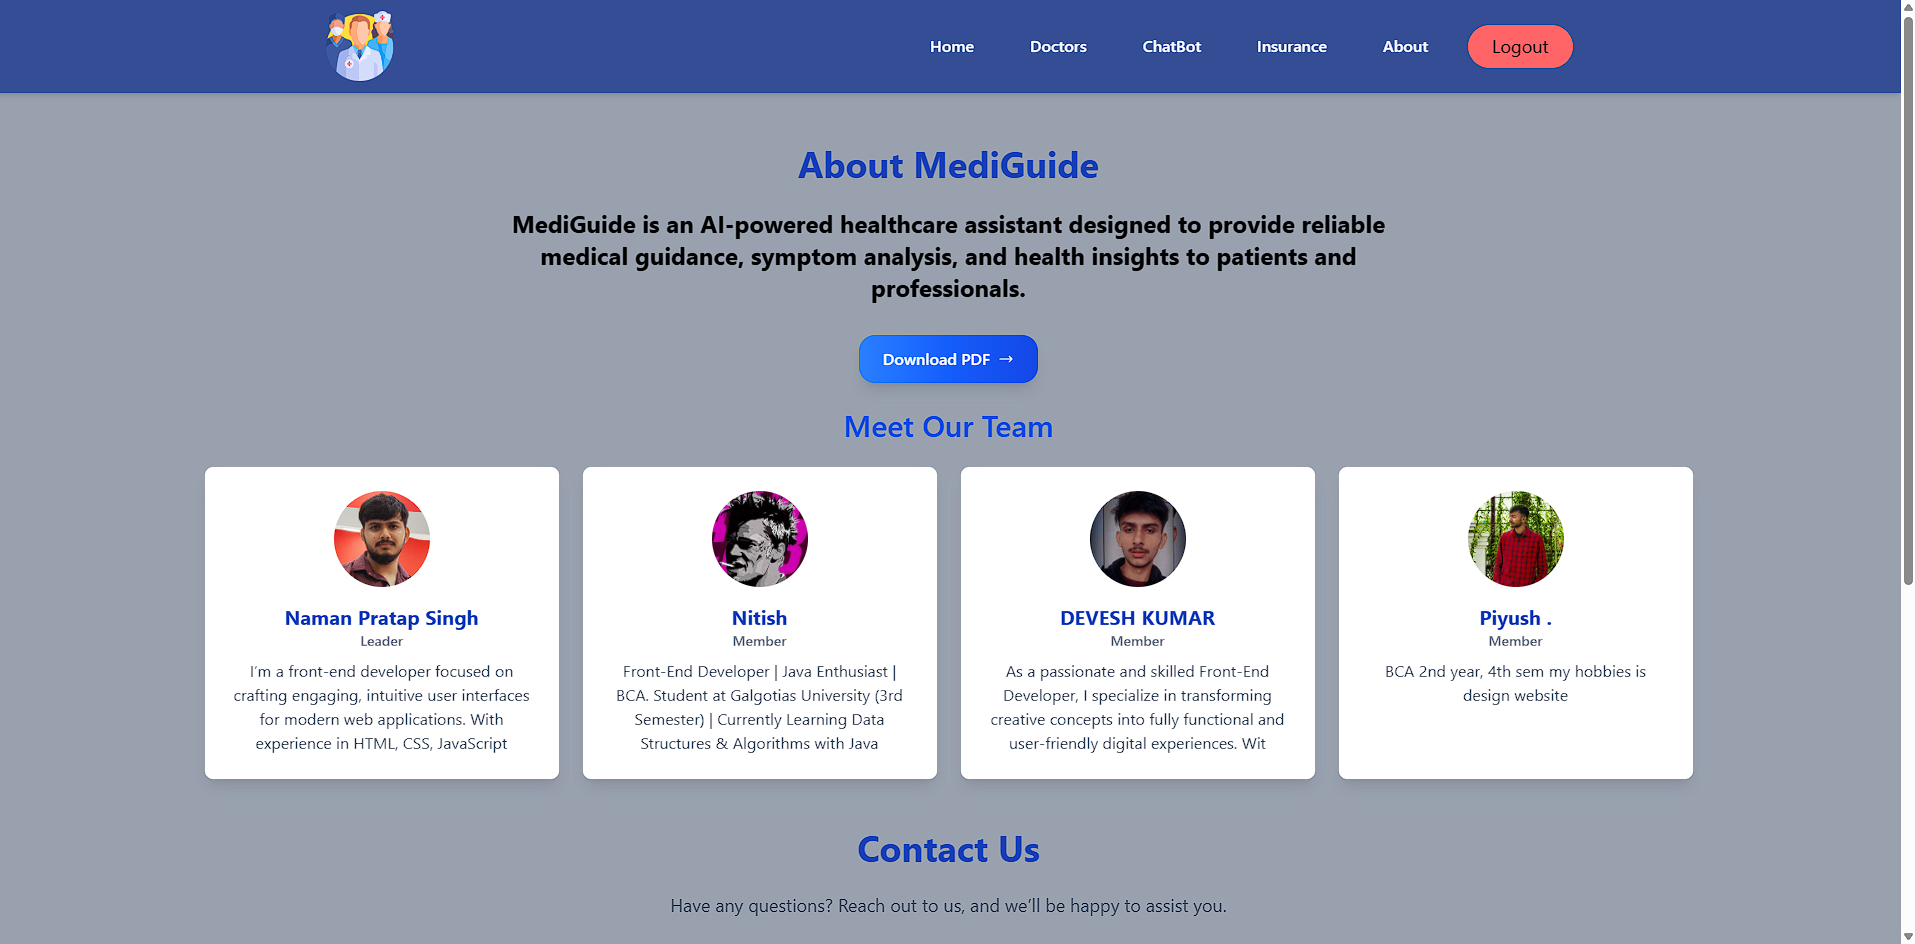 Home Doctors ChatBot Insurance About Logout
About MediGuide
MediGuide is an AI-powered healthcare assistant designed to provide reliable
medical guidance, symptom analysis, and health insights to patients and
professionals.
Download PDF →
Meet Our Team
Naman Pratap Singh
Leader
I'm a front-end developer focused on
crafting engaging, intuitive user interfaces
for modern web applications. With
experience in HTML, CSS, JavaScript
Nitish
Member
Front-End Developer | Java Enthusiast |
BCA. Student at Galgotias University (3rd
Semester) | Currently Learning Data
Structures & Algorithms with Java
DEVESH KUMAR
Member
As a passionate and skilled Front-End
Developer, I specialize in transforming
creative concepts into fully functional and
user-friendly digital experiences. Wit
Piyush .
Member
BCA 2nd year, 4th sem my hobbies is
design website
Contact Us
Have any questions? Reach out to us, and we'll be happy to assist you.